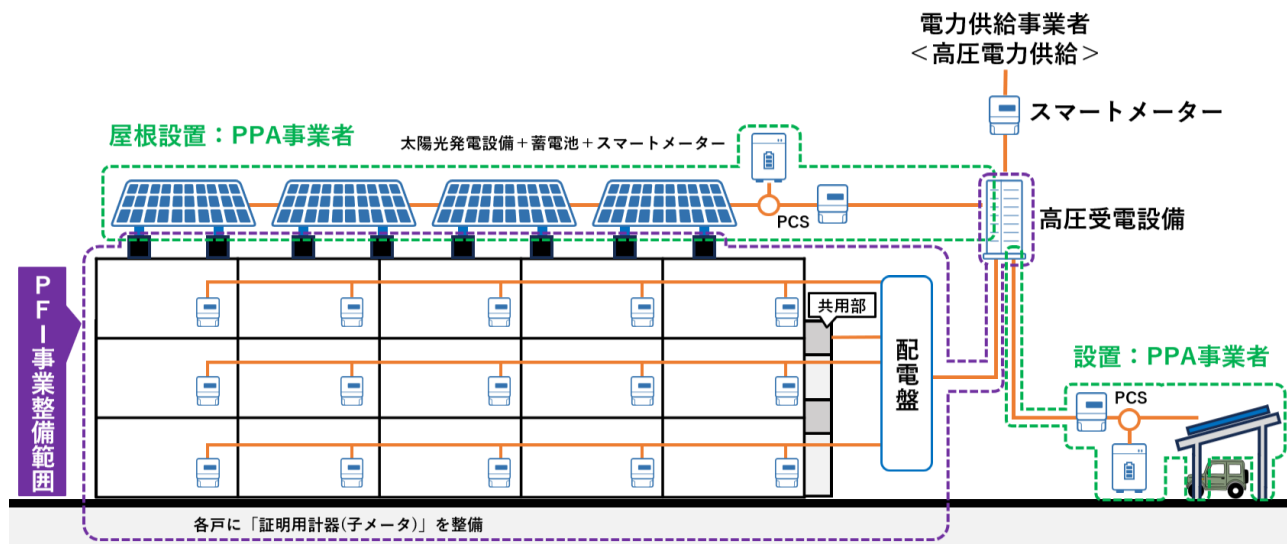 電力供給事業者
＜高圧電力供給＞
スマートメーター
屋根設置：PPA事業者
太陽光発電設備＋蓄電池＋スマートメーター
PCS
高圧受電設備
PFI事業整備範囲
共用部
配電盤
設置：PPA事業者
PCS
各戸に「証明用計器(子メータ)」を整備